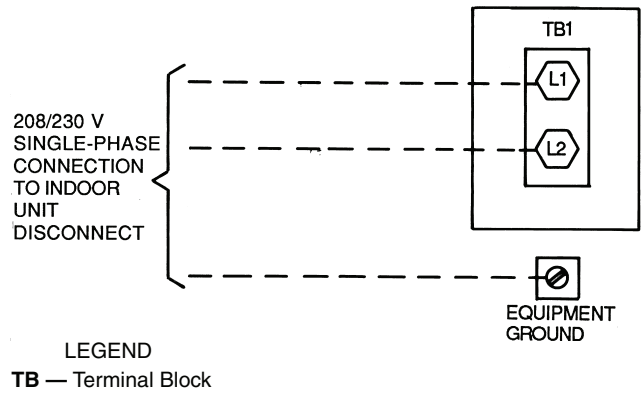 TB1
L1
L2
208/230 V
SINGLE-PHASE
CONNECTION
TO INDOOR
UNIT
DISCONNECT
EQUIPMENT
GROUND
LEGEND
TB — Terminal Block